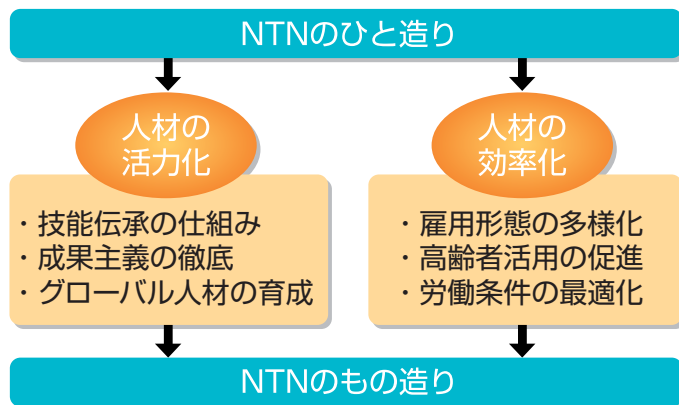 NTNのひと造り
人材の
活力化
・技能伝承の仕組み
・成果主義の徹底
・グローバル人材の育成
人材の
効率化
・雇用形態の多様化
・高齢者活用の促進
・労働条件の最適化
NTNのもの造り